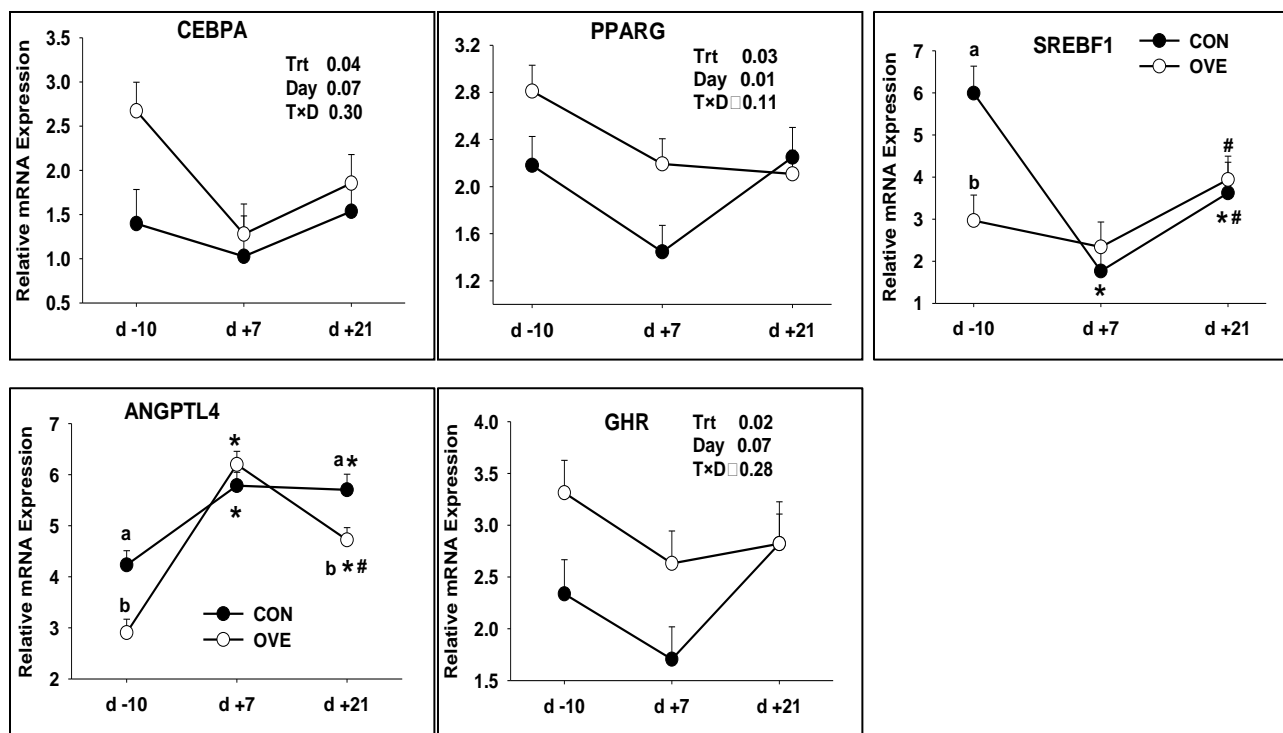 CEBPA
Trt 0.04
Day 0.07
T×D 0.30
Relative mRNA Expression
3.5
3.0
2.5
2.0
1.5
1.0
0.5
d -10
d +7
d +21
PPARG
Trt 0.03
Day 0.01
T×D□0.11
3.2
2.8
2.4
2.0
1.6
1.2
d -10
d +7
d +21
SREBF1
CON
OVE
Relative mRNA Expression
7
6
5
4
3
2
1
a
b
*
#
*#
d -10
d +7
d +21
ANGPTL4
Relative mRNA Expression
7
6
5
4
3
2
a
b
*
*
a*
b*#
CON
OVE
d -10
d +7
d +21
GHR
Trt 0.02
Day 0.07
T×D□0.28
Relative mRNA Expression
4.0
3.5
3.0
2.5
2.0
1.5
d -10
d +7
d +21